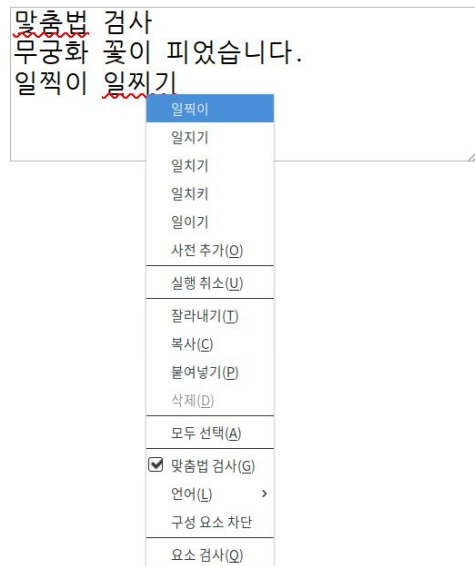 맞춤법 검사
무궁화 꽃이 피었습니다.
일찍이 일찌기
일찍이
일지기
일치기
일치키
일이기
사전 추가(O)
실행 취소(U)
잘라내기(T)
복사(C)
붙여넣기(P)
삭제(D)
모두 선택(A)
맞춤법 검사(G)
언어(L)
구성 요소 차단
요소 검사(Q)